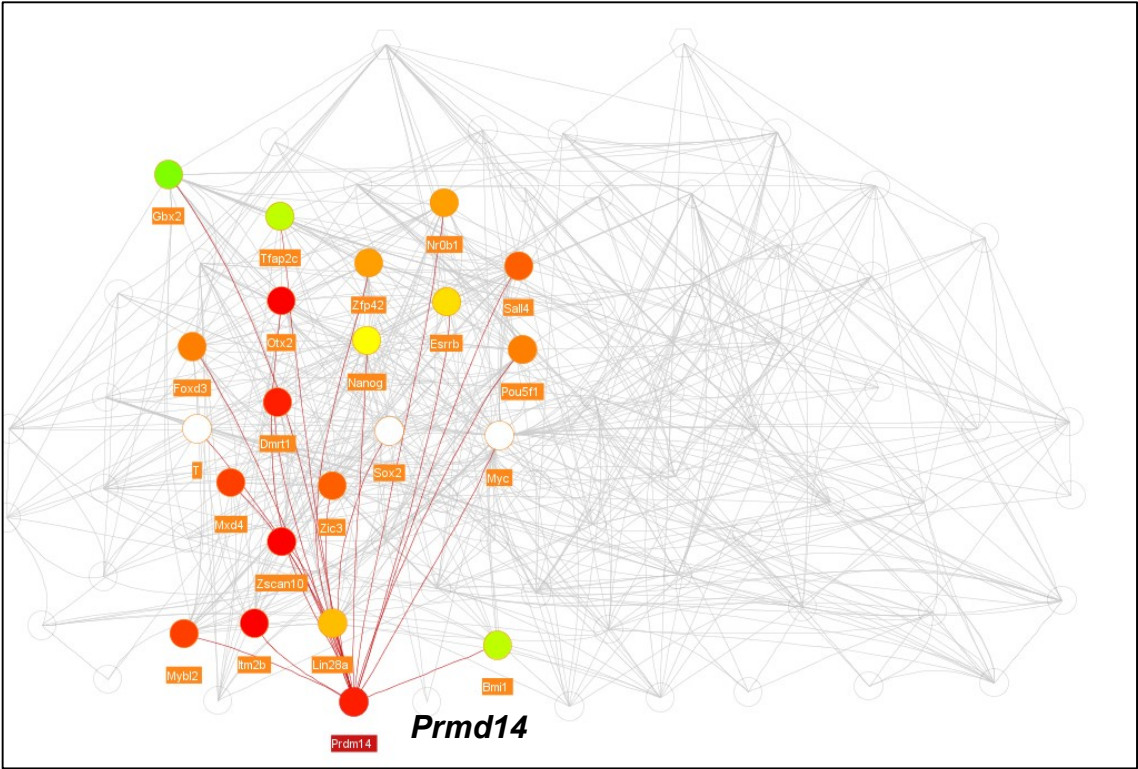 Gbx2
Tfap2c
Nr0b1
Zfp42
Sall4
Otx2
Esrrb
Foxd3
Nanog
Pou5f1
Dmrt1
T
Sox2
Myc
Mxd4
Zic3
Zscan10
Mybl2
Itm2b
Lin28a
Bmi1
Prmd14
Prdm14